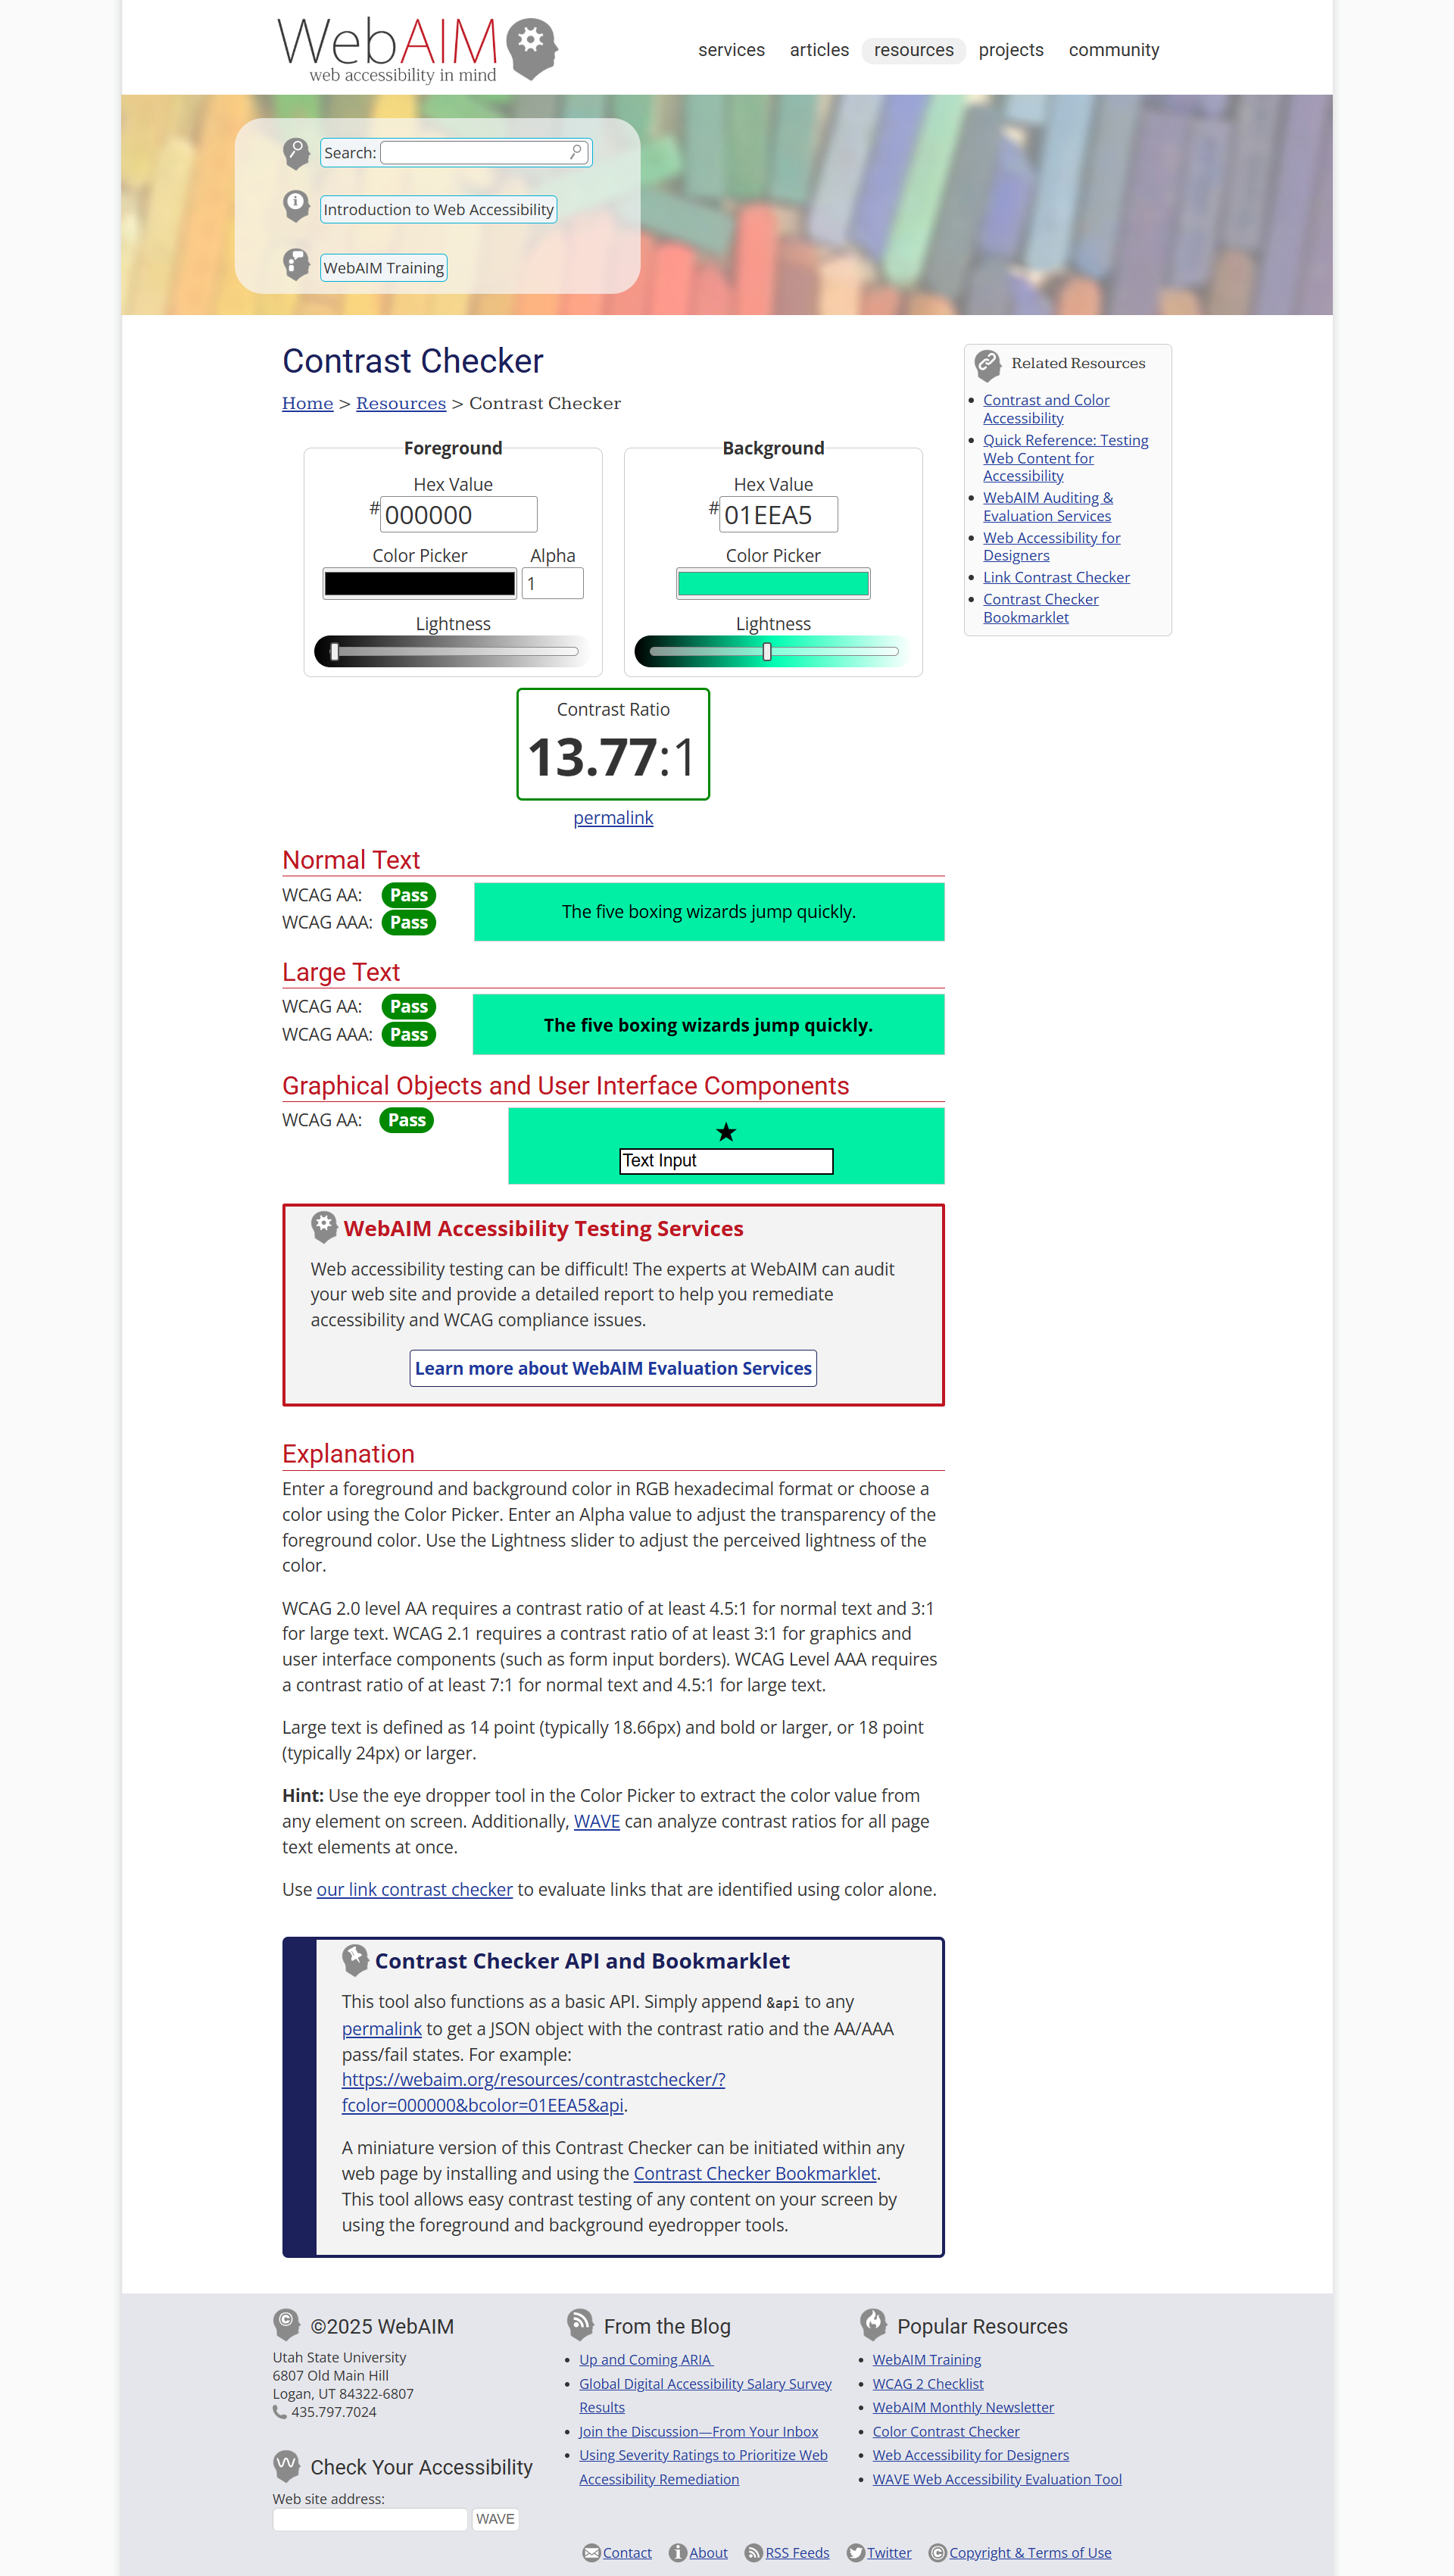 WebAIM
web accessibility in mind
services articles resources projects community
Search:
Introduction to Web Accessibility
WebAIM Training
Contrast Checker
Home > Resources > Contrast Checker
Foreground
Hex Value
#000000
Color Picker Alpha
1
Lightness
Background
Hex Value
#01EEA5
Color Picker
Lightness
Contrast Ratio
13.77:1
permalink
Normal Text
WCAG AA: Pass
WCAG AAA: Pass
The five boxing wizards jump quickly.
Large Text
WCAG AA: Pass
WCAG AAA: Pass
The five boxing wizards jump quickly.
Graphical Objects and User Interface Components
WCAG AA: Pass
★
Text Input
WebAIM Accessibility Testing Services
Web accessibility testing can be difficult! The experts at WebAIM can audit
your web site and provide a detailed report to help you remediate
accessibility and WCAG compliance issues.
Learn more about WebAIM Evaluation Services
Explanation
Enter a foreground and background color in RGB hexadecimal format or choose a
color using the Color Picker. Enter an Alpha value to adjust the transparency of the
foreground color. Use the Lightness slider to adjust the perceived lightness of the
color.
WCAG 2.0 level AA requires a contrast ratio of at least 4.5:1 for normal text and 3:1
for large text. WCAG 2.1 requires a contrast ratio of at least 3:1 for graphics and
user interface components (such as form input borders). WCAG Level AAA requires
a contrast ratio of at least 7:1 for normal text and 4.5:1 for large text.
Large text is defined as 14 point (typically 18.66px) and bold or larger, or 18 point
(typically 24px) or larger.
Hint: Use the eye dropper tool in the Color Picker to extract the color value from
any element on screen. Additionally, WAVE can analyze contrast ratios for all page
text elements at once.
Use our link contrast checker to evaluate links that are identified using color alone.
Contrast Checker API and Bookmarklet
This tool also functions as a basic API. Simply append &api to any
permalink to get a JSON object with the contrast ratio and the AA/AAA
pass/fail states. For example:
https://webaim.org/resources/contrastchecker/?
fcolor=000000&bcolor=01EEA5&api.
A miniature version of this Contrast Checker can be initiated within any
web page by installing and using the Contrast Checker Bookmarklet.
This tool allows easy contrast testing of any content on your screen by
using the foreground and background eyedropper tools.
Related Resources
Contrast and Color
Accessibility
Quick Reference: Testing
Web Content for
Accessibility
WebAIM Auditing &
Evaluation Services
Web Accessibility for
Designers
Link Contrast Checker
Contrast Checker
Bookmarklet
©2025 WebAIM
Utah State University
6807 Old Main Hill
Logan, UT 84322-6807
435.797.7024
Check Your Accessibility
Web site address:
WAVE
From the Blog
Up and Coming ARIA
Global Digital Accessibility Salary Survey
Results
Join the Discussion—From Your Inbox
Using Severity Ratings to Prioritize Web
Accessibility Remediation
Popular Resources
WebAIM Training
WCAG 2 Checklist
WebAIM Monthly Newsletter
Color Contrast Checker
Web Accessibility for Designers
WAVE Web Accessibility Evaluation Tool
Contact About RSS Feeds Twitter Copyright & Terms of Use